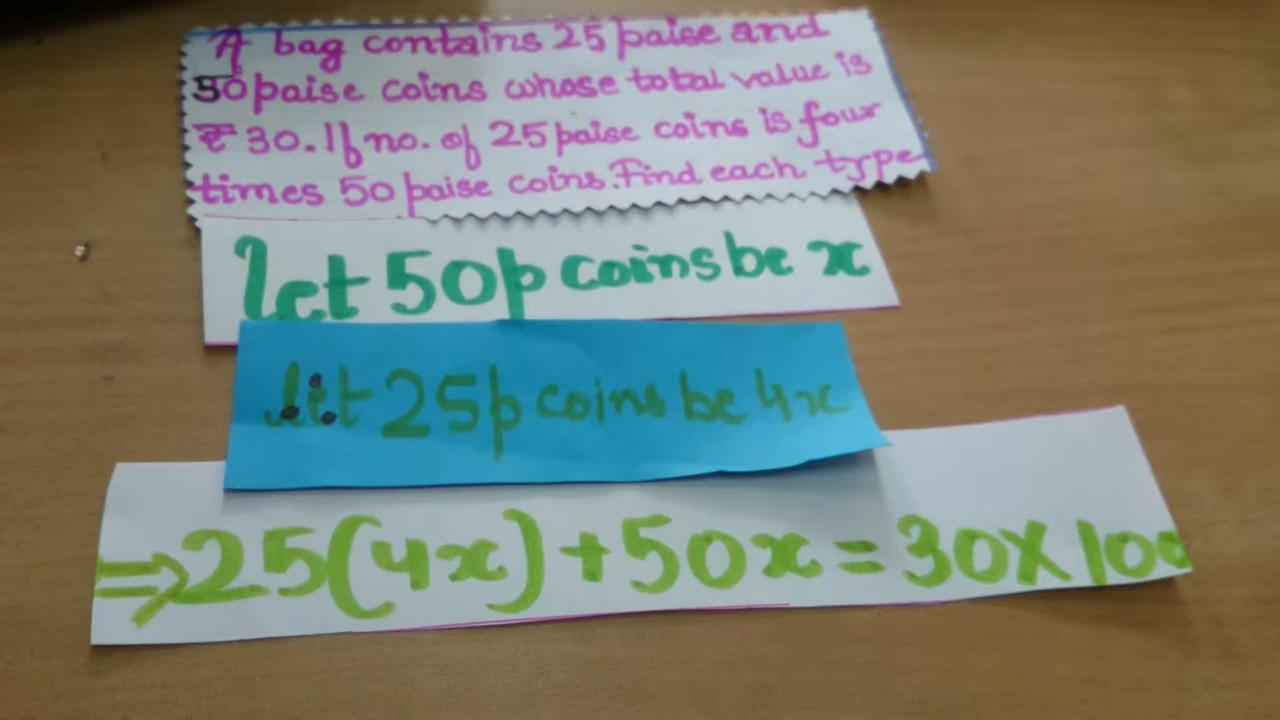 A bag contains 25 paise and
50 paise coins whose total value is
₹ 30. If no. of 25 paise coins is four
times 50 paise coins. Find each type
let 50p coins be x
let 25p coins be 4x
⇒25(4x)+50x=30X100